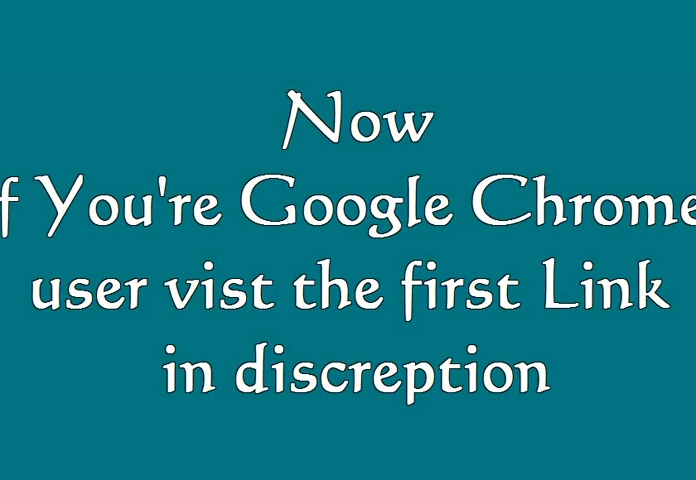 Now
f You're Google Chrome
user vist the first Link
in discreption